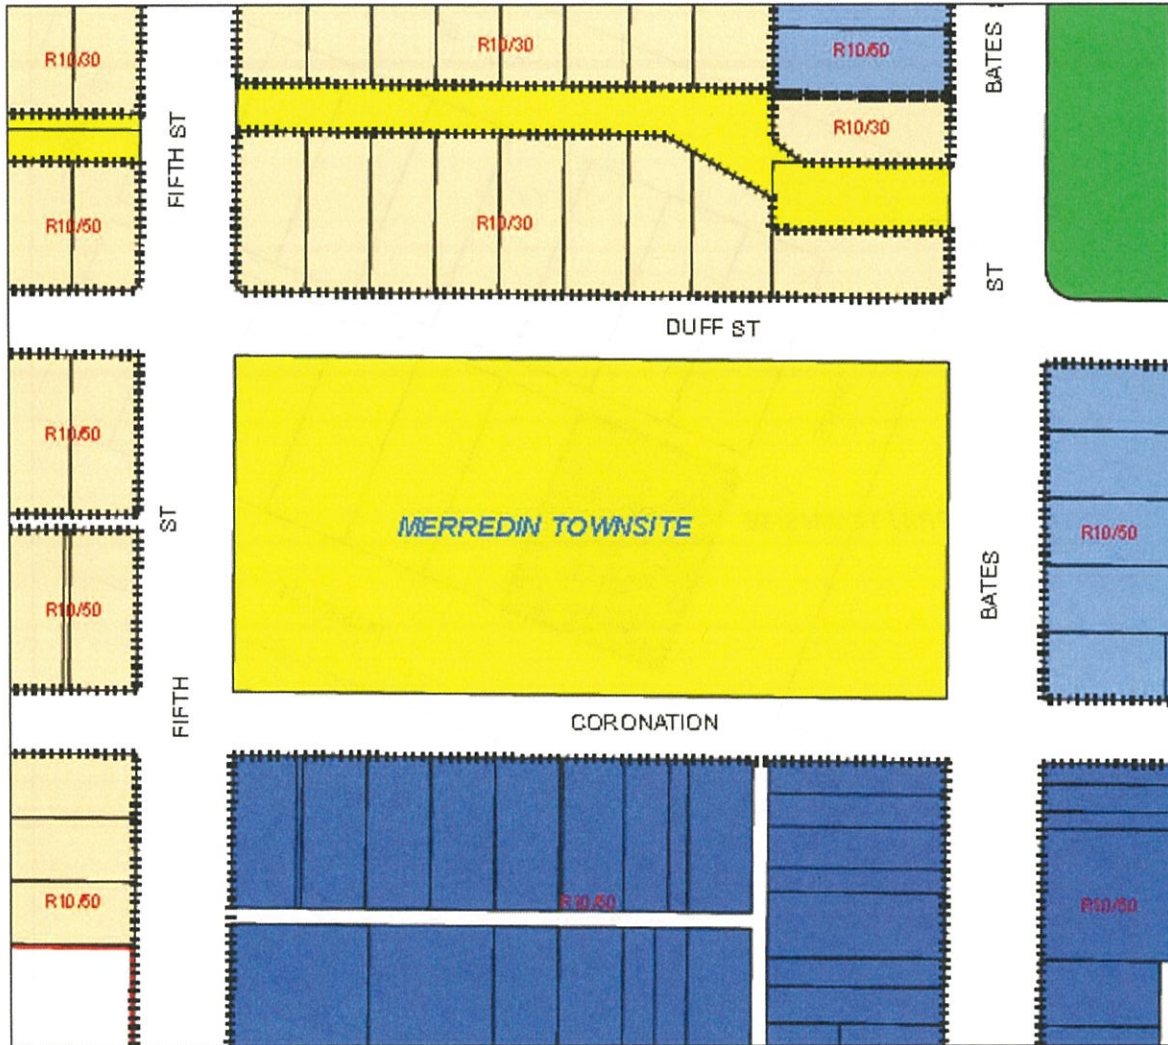 R10/30
R10/30
R10/50
BATES
R10/30
FIFTH ST
R10/50
R10/30
ST
DUFF ST
R10/50
MERREDIN TOWNSITE
ST
R10/50
BATES
R10/50
FIFTH
CORONATION
R10/50
R10/50
R10/50